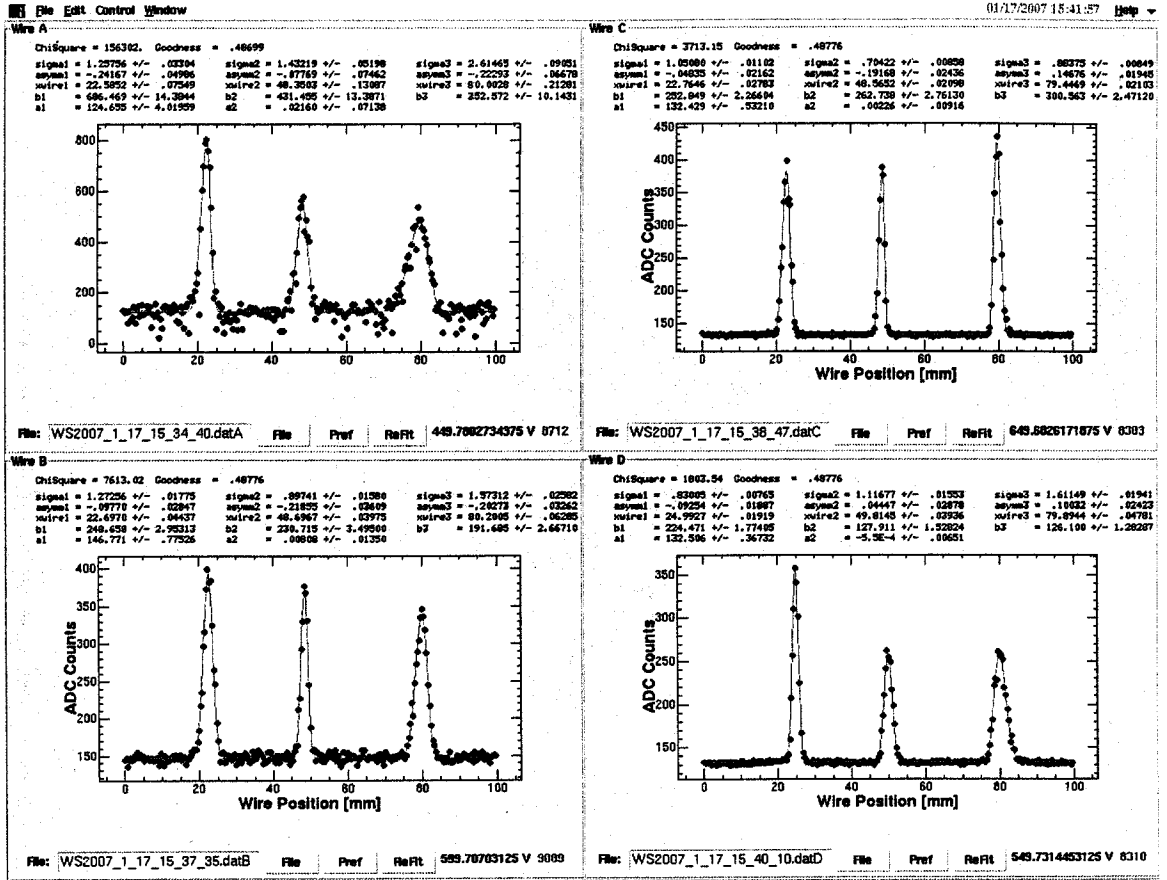 File Edit Control Window 01/17/2007 15:41:57 Help
Wire A
ChiSquare = 156302. Goodness = .48699
sigma1 = 1.25756 +/- .03304 sigma2 = 1.43219 +/- .05198 sigma3 = 2.61465 +/- .09051
asymm1 = -.24167 +/- .04986 asymm2 = -.07769 +/- .07462 asymm3 = -.22293 +/- .06678
xwire1 = 22.5852 +/- .07549 xwire2 = 48.3503 +/- .13087 xwire3 = 80.0028 +/- .21281
b1 = 686.469 +/- 14.3844 b2 = 431.455 +/- 13.3871 b3 = 352.572 +/- 10.1431
a1 = 124.655 +/- 4.01959 a2 = .02160 +/- .07138
800
600
400
200
0
0 20 40 60 80 100
File: WS2007_1_17_15_34_40.datA File Pref ReFit 449.7802734375 V 8712
Wire C
ChiSquare = 3713.15 Goodness = .48776
sigma1 = 1.05080 +/- .01102 sigma2 = .70422 +/- .00858 sigma3 = .88375 +/- .00849
asymm1 = -.04835 +/- .02162 asymm2 = -.19168 +/- .02436 asymm3 = .14676 +/- .01945
xwire1 = 22.7646 +/- .02783 xwire2 = 48.5652 +/- .02098 xwire3 = 79.4469 +/- .02103
b1 = 252.849 +/- 2.26604 b2 = 262.738 +/- 2.76130 b3 = 300.563 +/- 2.47120
a1 = 132.429 +/- .53210 a2 = .00226 +/- .00916
450
400
350
300
250
200
150
ADC Counts
0 20 40 60 80 100
Wire Position [mm]
File: WS2007_1_17_15_38_47.datC File Pref ReFit 649.6826171875 V 8303
Wire B
ChiSquare = 7613.02 Goodness = .48776
sigma1 = 1.27256 +/- .01775 sigma2 = .89741 +/- .01580 sigma3 = 1.57312 +/- .02582
asymm1 = -.09770 +/- .02847 asymm2 = -.21855 +/- .03609 asymm3 = -.20273 +/- .03262
xwire1 = 22.6970 +/- .04437 xwire2 = 48.6967 +/- .03975 xwire3 = 80.2005 +/- .06285
b1 = 248.658 +/- 2.95313 b2 = 230.715 +/- 3.49500 b3 = 191.685 +/- 2.66710
a1 = 146.771 +/- .77526 a2 = .00808 +/- .01350
400
350
300
250
200
150
ADC Counts
0 20 40 60 80 100
Wire Position [mm]
File: WS2007_1_17_15_37_35.datB File Pref ReFit 599.70703125 V 9089
Wire D
ChiSquare = 1803.54 Goodness = .48776
sigma1 = .83005 +/- .00765 sigma2 = 1.11677 +/- .01553 sigma3 = 1.61149 +/- .01941
asymm1 = -.09254 +/- .01887 asymm2 = .04447 +/- .02878 asymm3 = .10032 +/- .02423
xwire1 = 24.9927 +/- .01919 xwire2 = 49.8145 +/- .03936 xwire3 = 79.8944 +/- .04781
b1 = 224.471 +/- 1.77405 b2 = 127.911 +/- 1.52824 b3 = 126.100 +/- 1.28287
a1 = 132.506 +/- .36732 a2 = -5.5E-4 +/- .00651
350
300
250
200
150
ADC Counts
0 20 40 60 80 100
Wire Position [mm]
File: WS2007_1_17_15_40_10.datD File Pref ReFit 549.7314453125 V 8310